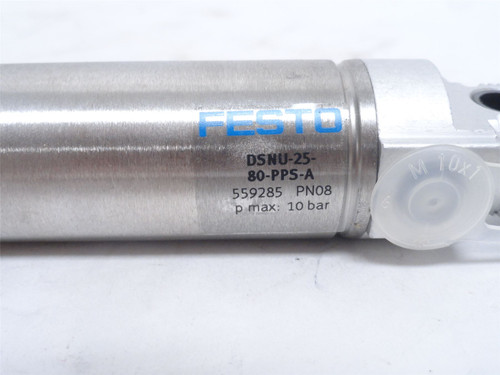 FESTO
DSNU-25-
80-PPS-A
559285 PN08
p max: 10 bar
M 10x1